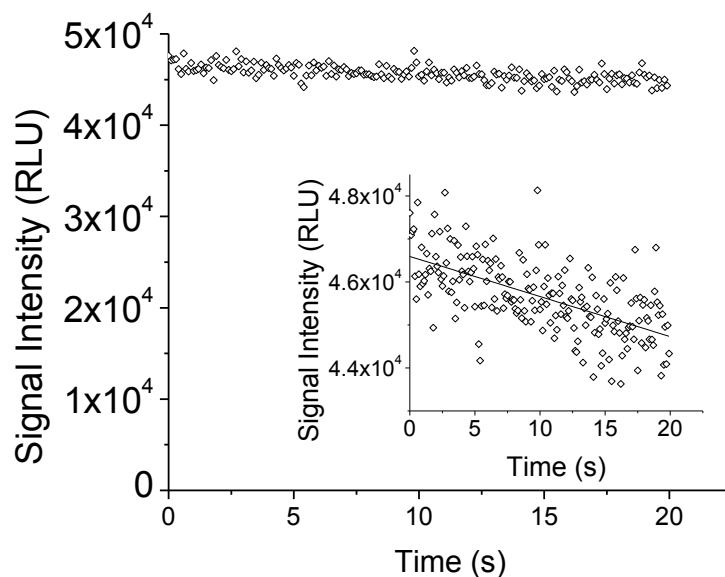 5x10⁴
4x10⁴
3x10⁴
2x10⁴
1x10⁴
0
Signal Intensity (RLU)
0 5 10 15 20
Time (s)
4.8x10⁴
4.6x10⁴
4.4x10⁴
Signal Intensity (RLU)
0 5 10 15 20
Time (s)